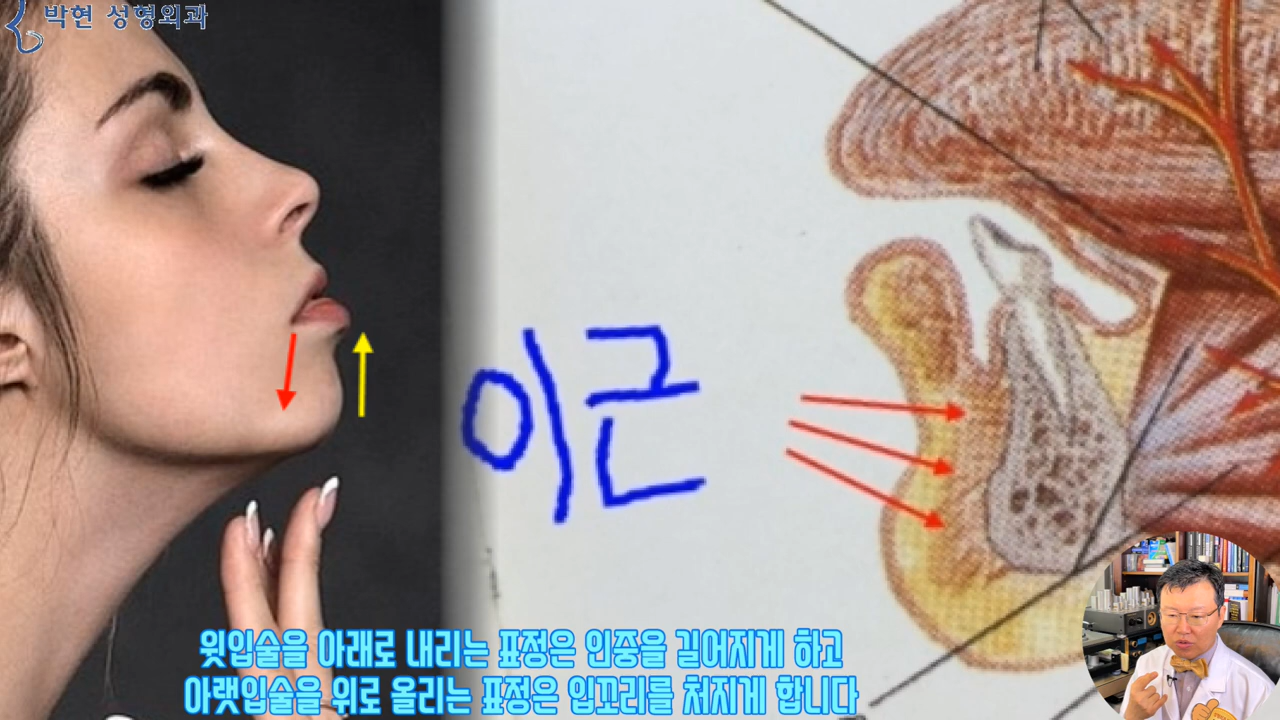 박현 성형외과
이근
윗입술을 아래로 내리는 표정은 인중을 길어지게 하고
아랫입술을 위로 올리는 표정은 입꼬리를 처지게 합니다